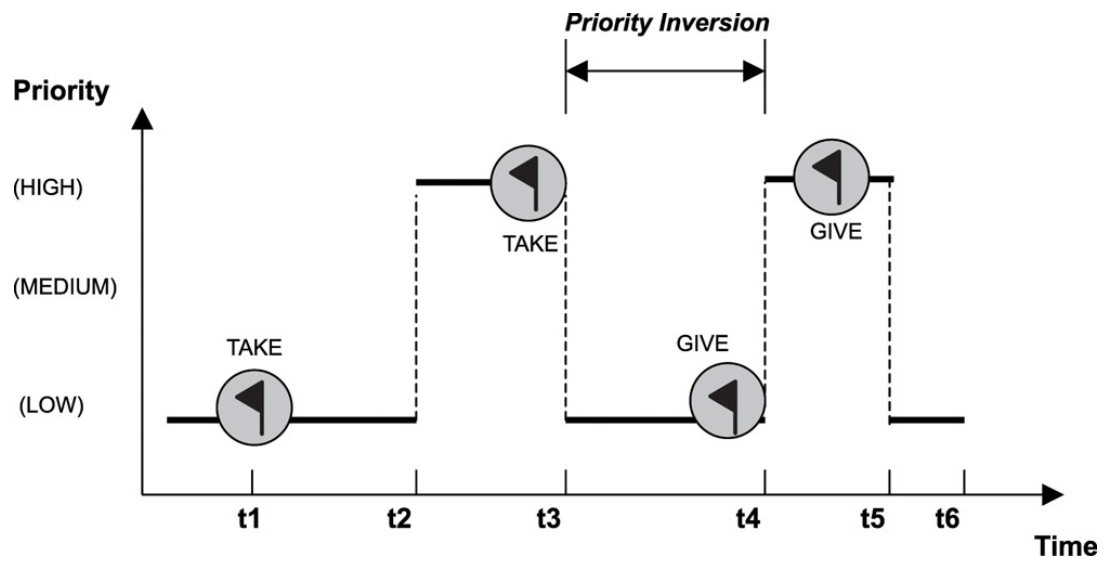 Priority Inversion
Priority
(HIGH)
TAKE
GIVE
(MEDIUM)
TAKE
GIVE
(LOW)
t1
t2
t3
t4
t5
t6
Time